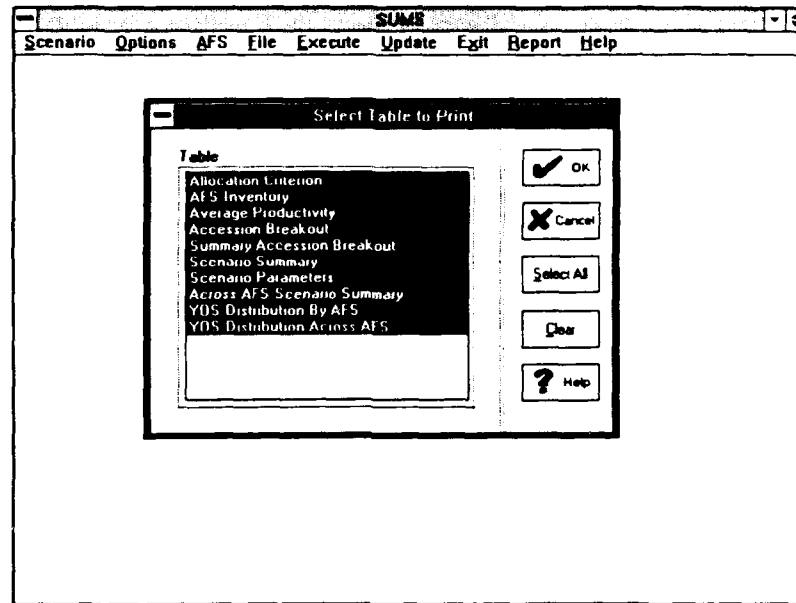 SUMS
Scenario Options AFS File Execute Update Exit Report Help
Select Table to Print
Table
Allocation Criterion
AFS Inventory
Average Productivity
Accession Breakout
Summary Accession Breakout
Scenario Summary
Scenario Parameters
Across AFS Scenario Summary
YOS Distribution By AFS
YOS Distribution Across AFS
OK
Cancel
Select All
Clear
? Help